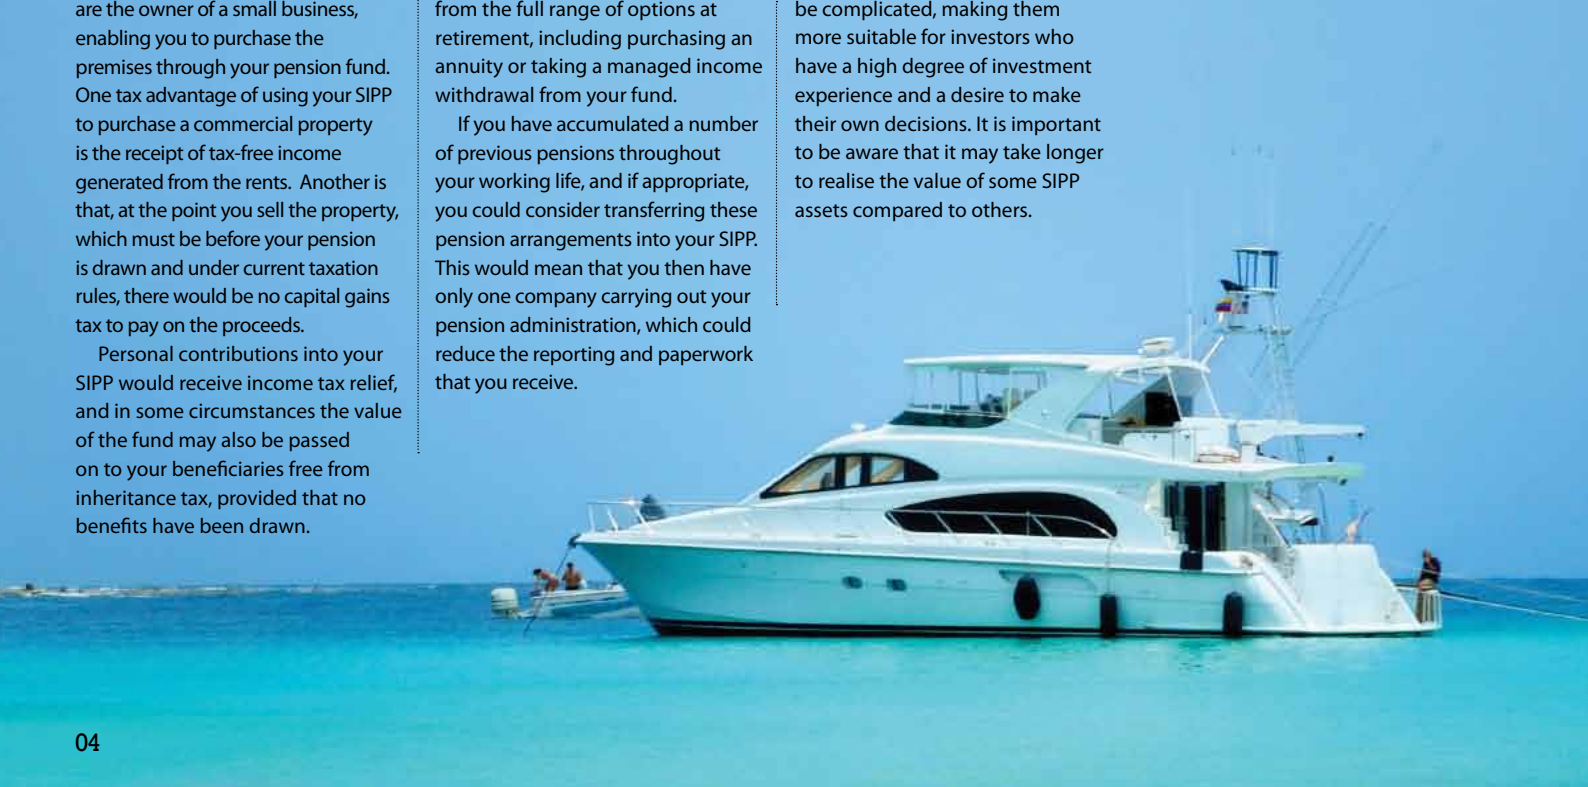 are the owner of a small business,
enabling you to purchase the
premises through your pension fund.
One tax advantage of using your SIPP
to purchase a commercial property
is the receipt of tax-free income
generated from the rents.  Another is
that, at the point you sell the property,
which must be before your pension
is drawn and under current taxation
rules, there would be no capital gains
tax to pay on the proceeds.
Personal contributions into your
SIPP would receive income tax relief,
and in some circumstances the value
of the fund may also be passed
on to your beneficiaries free from
inheritance tax, provided that no
benefits have been drawn.
from the full range of options at
retirement, including purchasing an
annuity or taking a managed income
withdrawal from your fund.
If you have accumulated a number
of previous pensions throughout
your working life, and if appropriate,
you could consider transferring these
pension arrangements into your SIPP.
This would mean that you then have
only one company carrying out your
pension administration, which could
reduce the reporting and paperwork
that you receive.
be complicated, making them
more suitable for investors who
have a high degree of investment
experience and a desire to make
their own decisions. It is important
to be aware that it may take longer
to realise the value of some SIPP
assets compared to others.
04